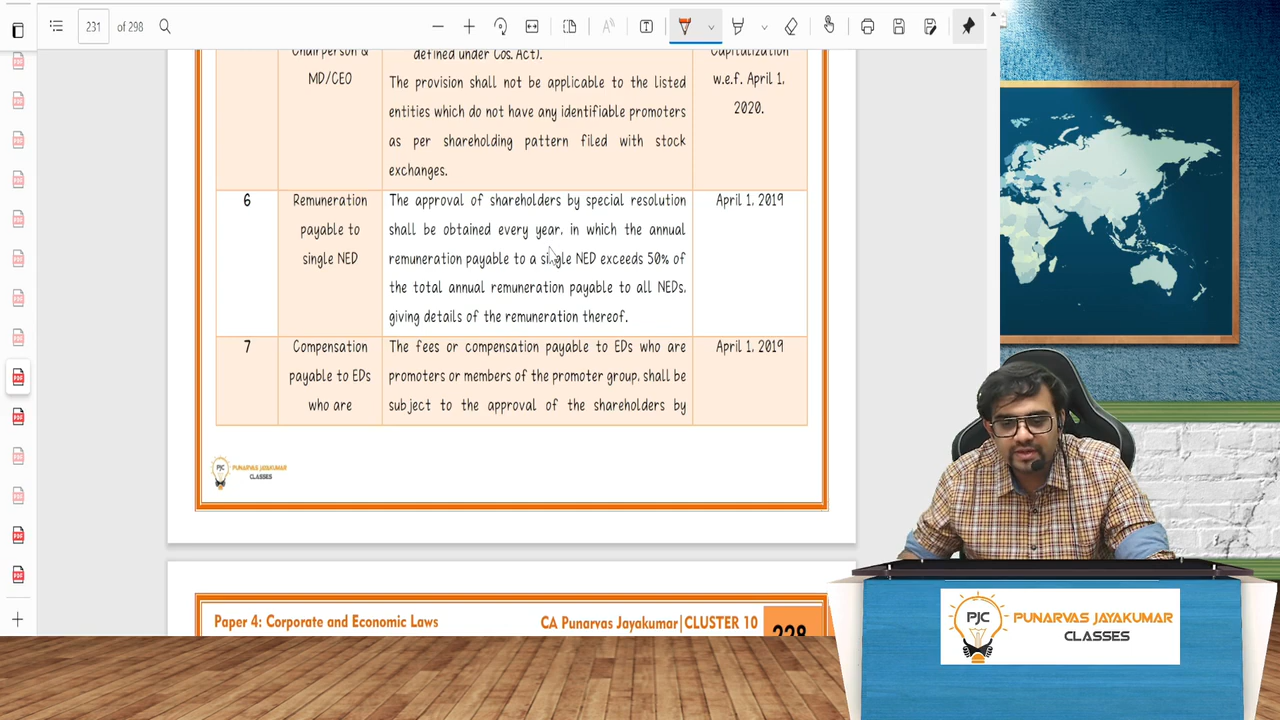 231 of 298
Chairperson &
MD/CEO
defined under Cos. Act).
The provision shall not be applicable to the listed
entities which do not have any identifiable promoters
as per shareholding pattern filed with stock
exchanges.
Capitalization
w.e.f. April 1,
2020.
6
Remuneration
payable to
single NED
The approval of shareholders by special resolution
shall be obtained every year, in which the annual
remuneration payable to a single NED exceeds 50% of
the total annual remuneration payable to all NEDs,
giving details of the remuneration thereof.
April 1, 2019
7
Compensation
payable to EDs
who are
The fees or compensation payable to EDs who are
promoters or members of the promoter group, shall be
subject to the approval of the shareholders by
April 1, 2019
PJC
PUNARVAS JAYAKUMAR
CLASSES
Paper 4: Corporate and Economic Laws
CA Punarvas Jayakumar|CLUSTER 10
228
PJC
PUNARVAS JAYAKUMAR
CLASSES